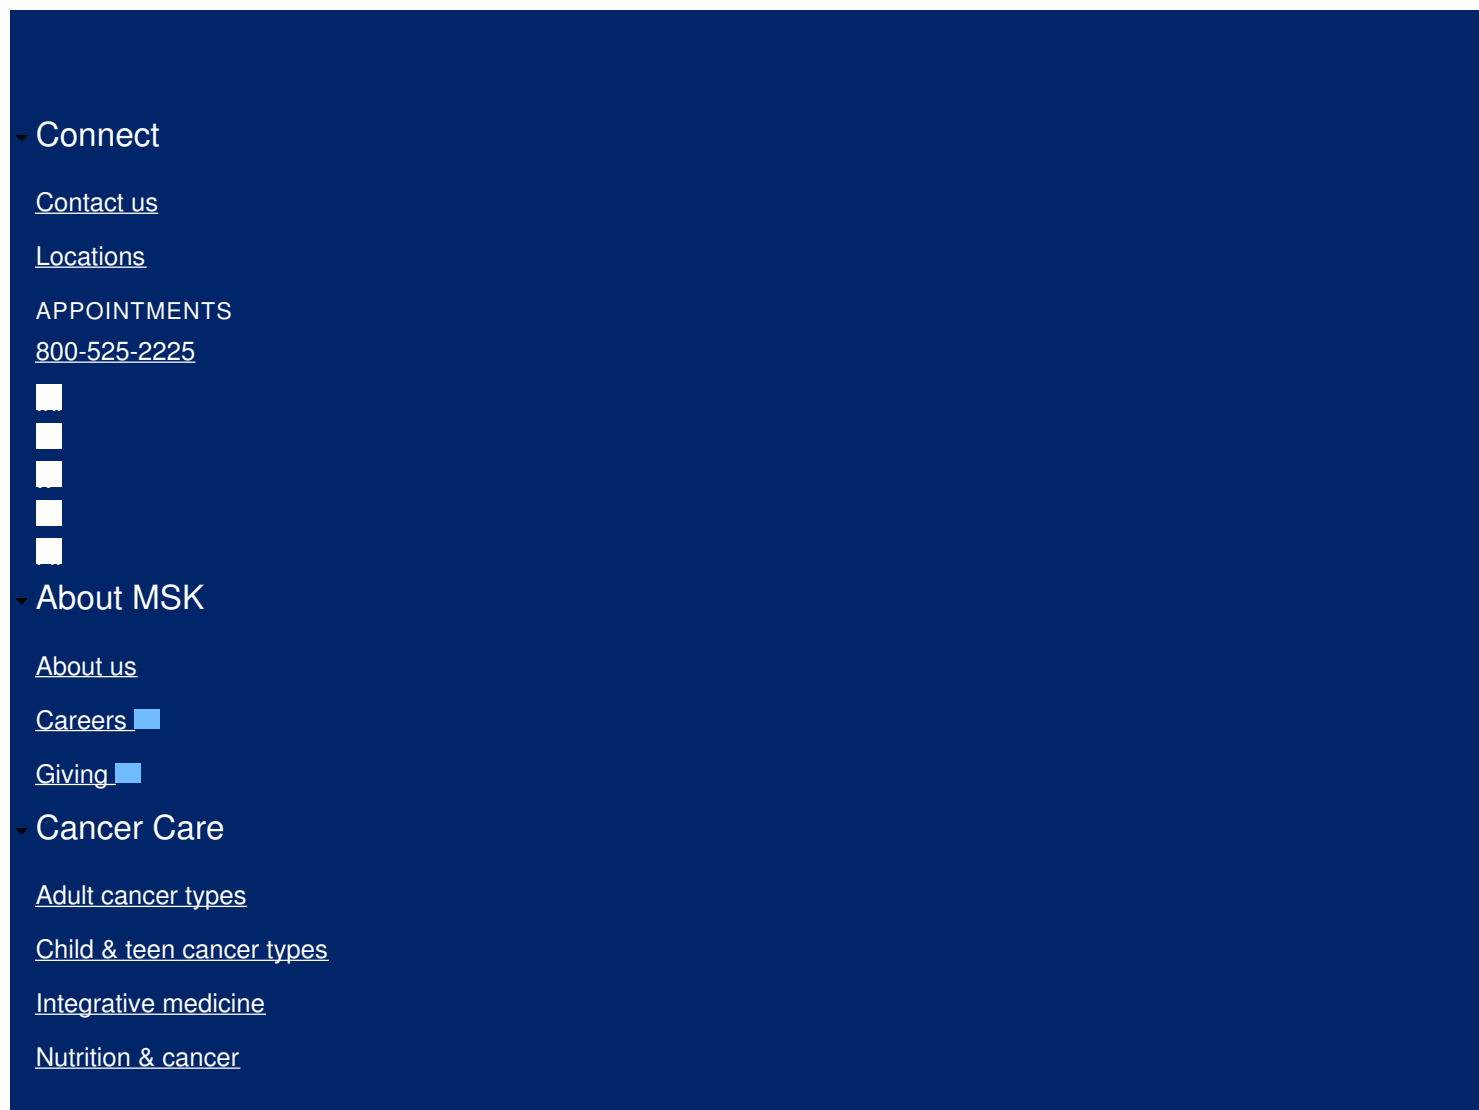 Connect
Contact us
Locations
APPOINTMENTS
800-525-2225
About MSK
About us
Careers
Giving
Cancer Care
Adult cancer types
Child & teen cancer types
Integrative medicine
Nutrition & cancer